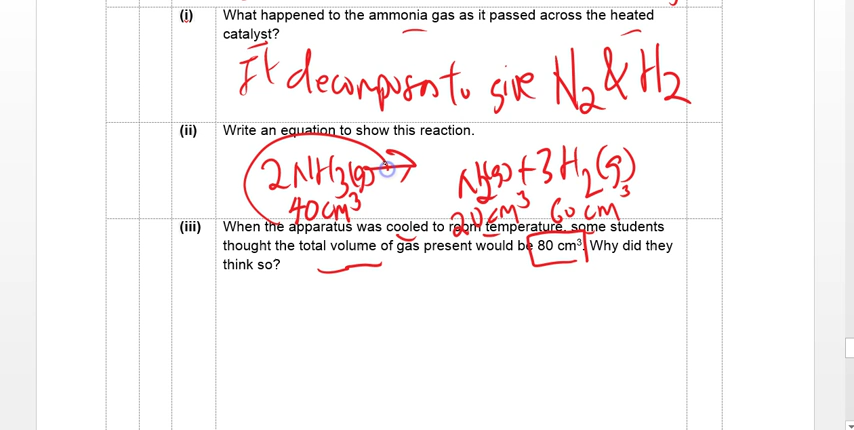 (i) What happened to the ammonia gas as it passed across the heated
catalyst?
It decomposes to give N2 & H2
(ii) Write an equation to show this reaction.
2NH3(g) → N2(g) + 3H2(g)
40cm³ 20cm³ 60cm³
(iii) When the apparatus was cooled to room temperature, some students
thought the total volume of gas present would be 80 cm³. Why did they
think so?